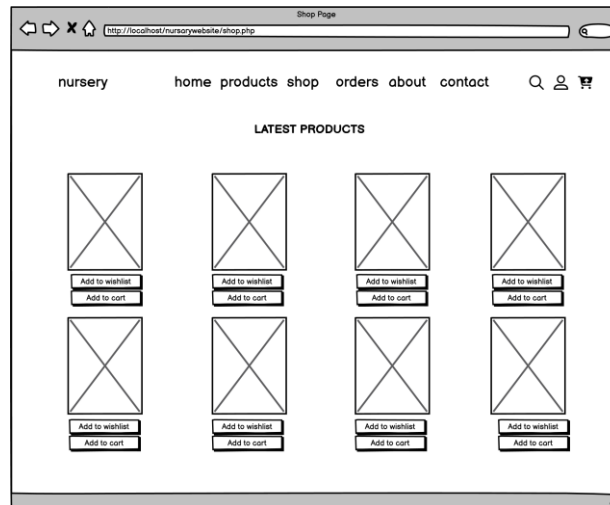 Shop Page
http://localhost/nursarywebsite/shop.php
nursery home products shop orders about contact
LATEST PRODUCTS
Add to wishlist Add to wishlist Add to wishlist Add to wishlist
Add to cart Add to cart Add to cart Add to cart
Add to wishlist Add to wishlist Add to wishlist Add to wishlist
Add to cart Add to cart Add to cart Add to cart